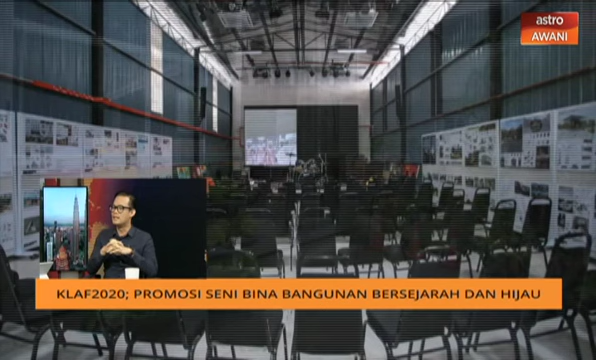 astro
AWANI
KLAF2020; PROMOSI SENI BINA BANGUNAN BERSEJARAH DAN HIJAU